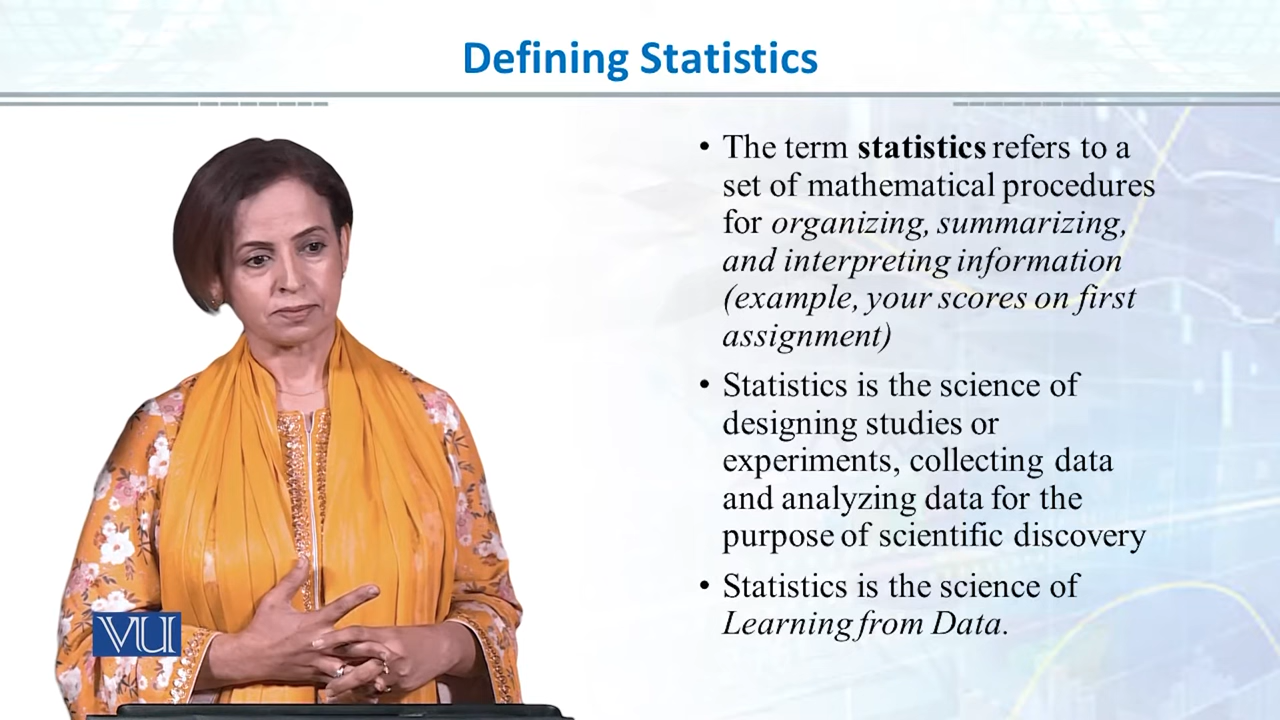 Defining Statistics
• The term statistics refers to a
set of mathematical procedures
for organizing, summarizing,
and interpreting information
(example, your scores on first
assignment)
• Statistics is the science of
designing studies or
experiments, collecting data
and analyzing data for the
purpose of scientific discovery
• Statistics is the science of
Learning from Data.
VU